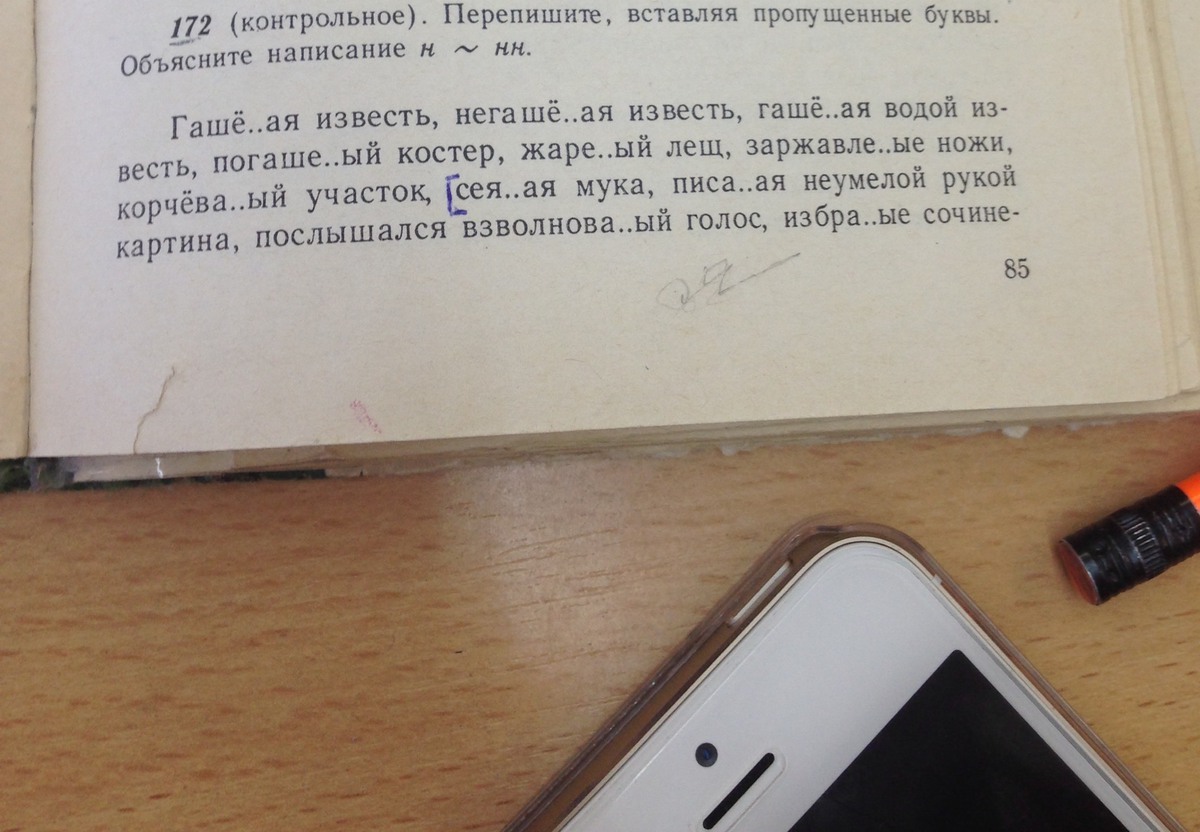 172 (контрольное). Перепишите, вставляя пропущенные буквы.
Объясните написание н ~ нн.
Гашё..ая известь, негашё..ая известь, гашё..ая водой из-
весть, погаше..ый костер, жаре..ый лещ, заржавле..ые ножи,
корчёва..ый участок, сея..ая мука, писа..ая неумелой рукой
картина, послышался взволнова..ый голос, избра..ые сочине-
85